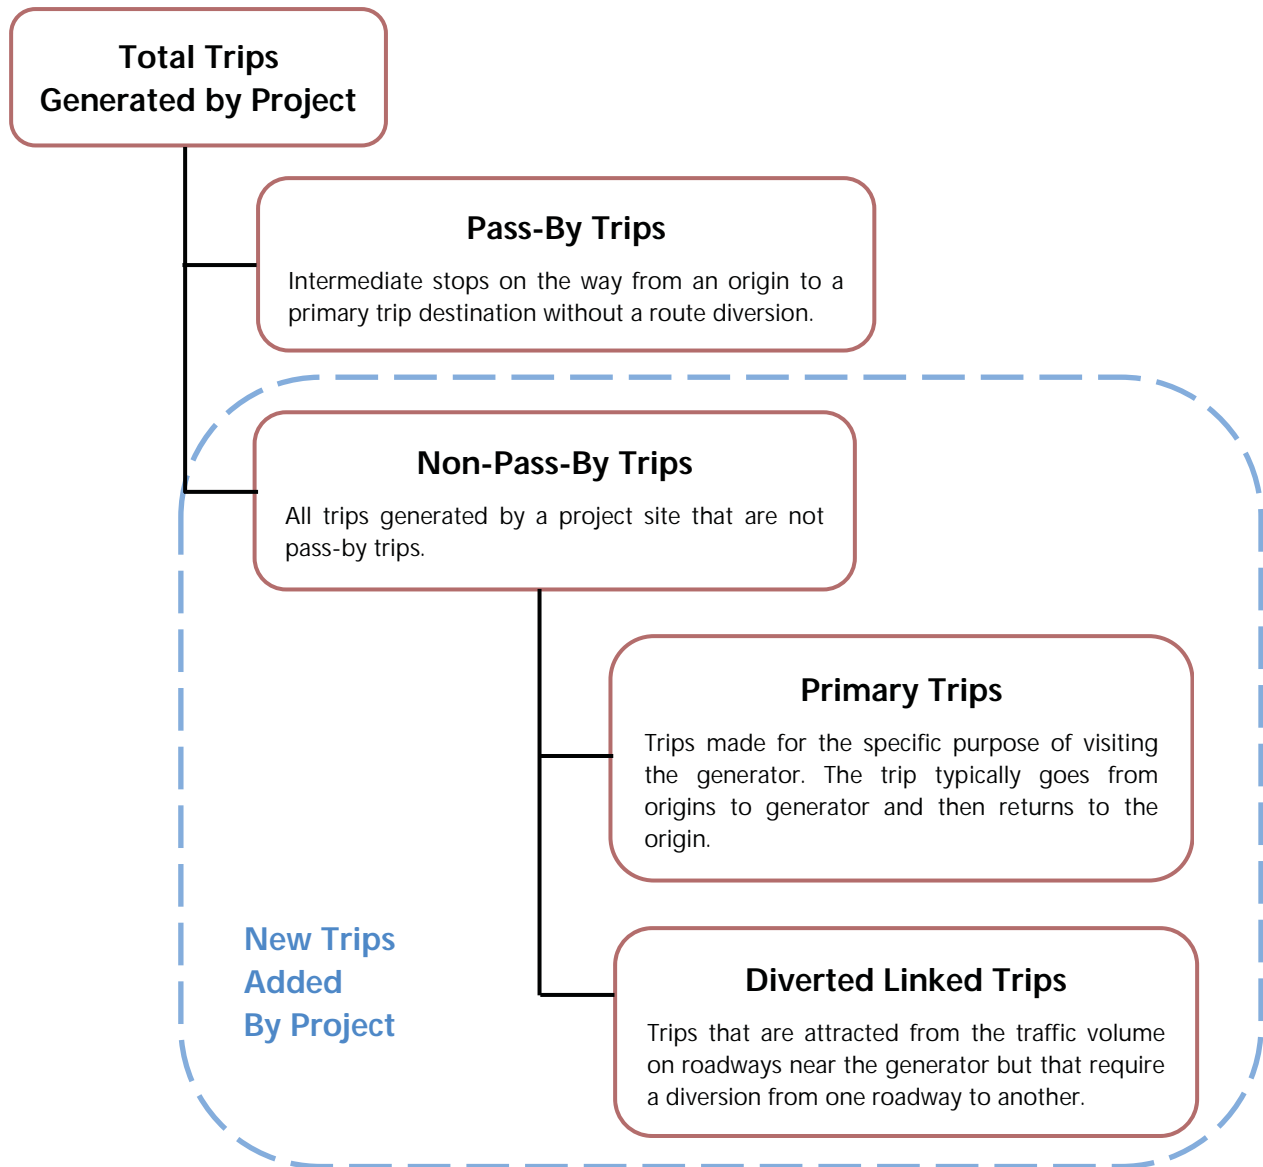 Total Trips
Generated by Project
Pass-By Trips
Intermediate stops on the way from an origin to a
primary trip destination without a route diversion.
Non-Pass-By Trips
All trips generated by a project site that are not
pass-by trips.
Primary Trips
Trips made for the specific purpose of visiting
the generator. The trip typically goes from
origins to generator and then returns to the
origin.
New Trips
Added
By Project
Diverted Linked Trips
Trips that are attracted from the traffic volume
on roadways near the generator but that require
a diversion from one roadway to another.